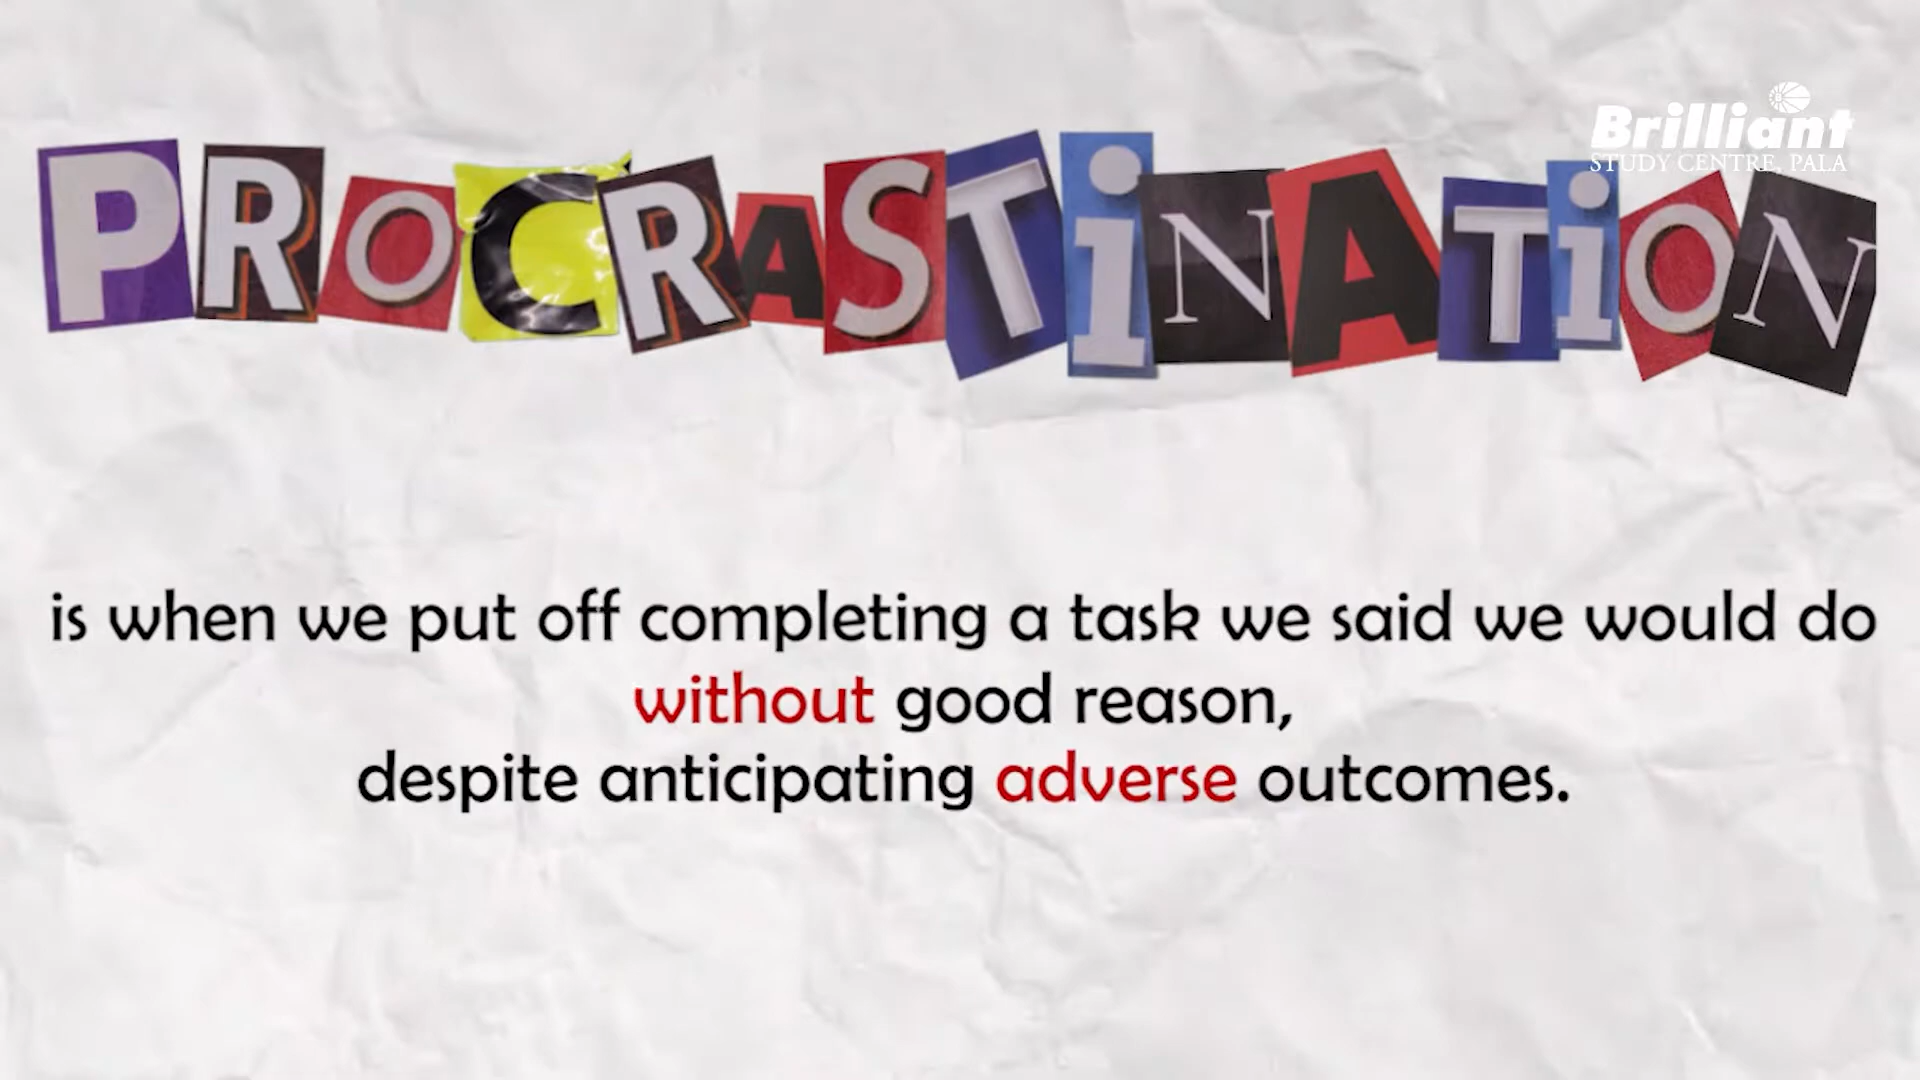 Brilliant
STUDY CENTRE, PALA
PROCRASTiNATiON
is when we put off completing a task we said we would do
without good reason,
despite anticipating adverse outcomes.